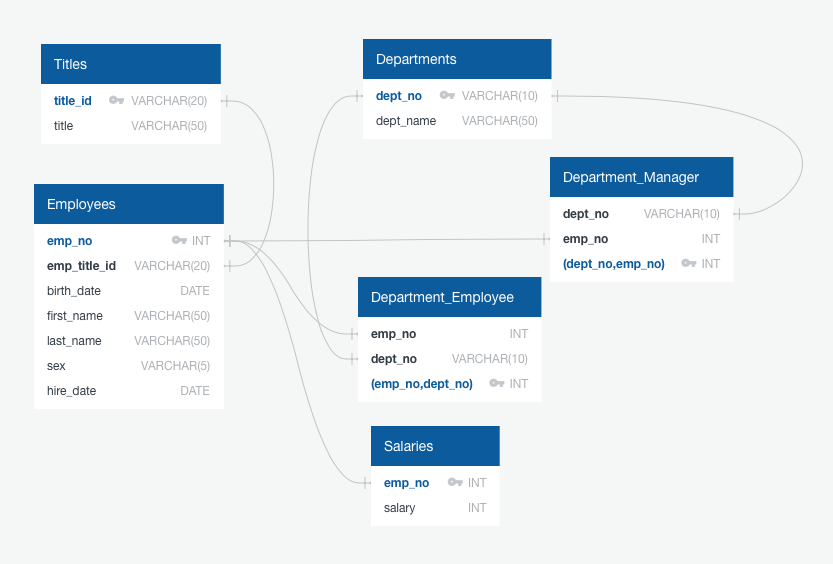 Titles
title_id VARCHAR(20)
title VARCHAR(50)
Employees
emp_no INT
emp_title_id VARCHAR(20)
birth_date DATE
first_name VARCHAR(50)
last_name VARCHAR(50)
sex VARCHAR(5)
hire_date DATE
Departments
dept_no VARCHAR(10)
dept_name VARCHAR(50)
Department_Manager
dept_no VARCHAR(10)
emp_no INT
(dept_no,emp_no) INT
Department_Employee
emp_no INT
dept_no VARCHAR(10)
(emp_no,dept_no) INT
Salaries
emp_no INT
salary INT